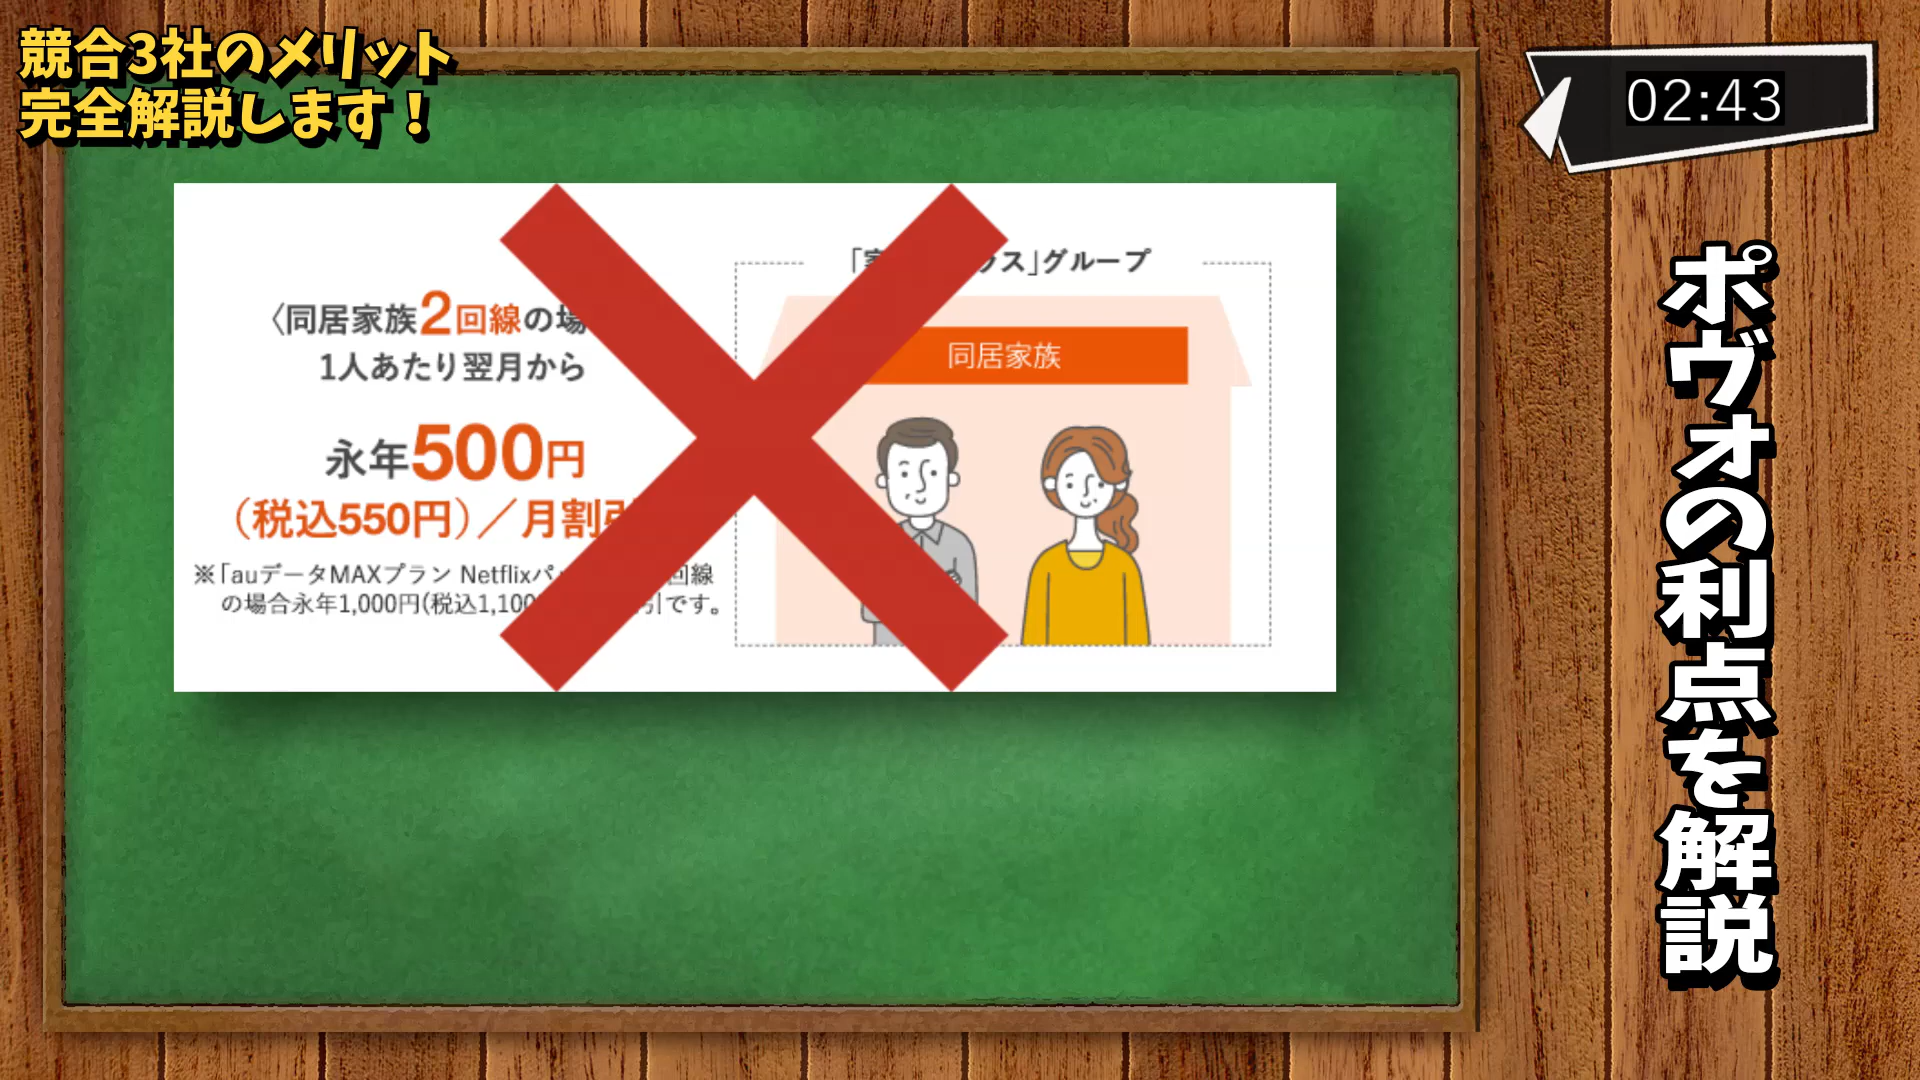 競合3社のメリット
完全解説します！
02:43
ポヴォの利点を解説
〈同居家族2回線の場
1人あたり翌月から
永年500円
（税込550円）／月割引
※「auデータMAXプラン Netflixパ 回線
の場合永年1,000円(税込1,100 引です。
「家 ウス」グループ
同居家族